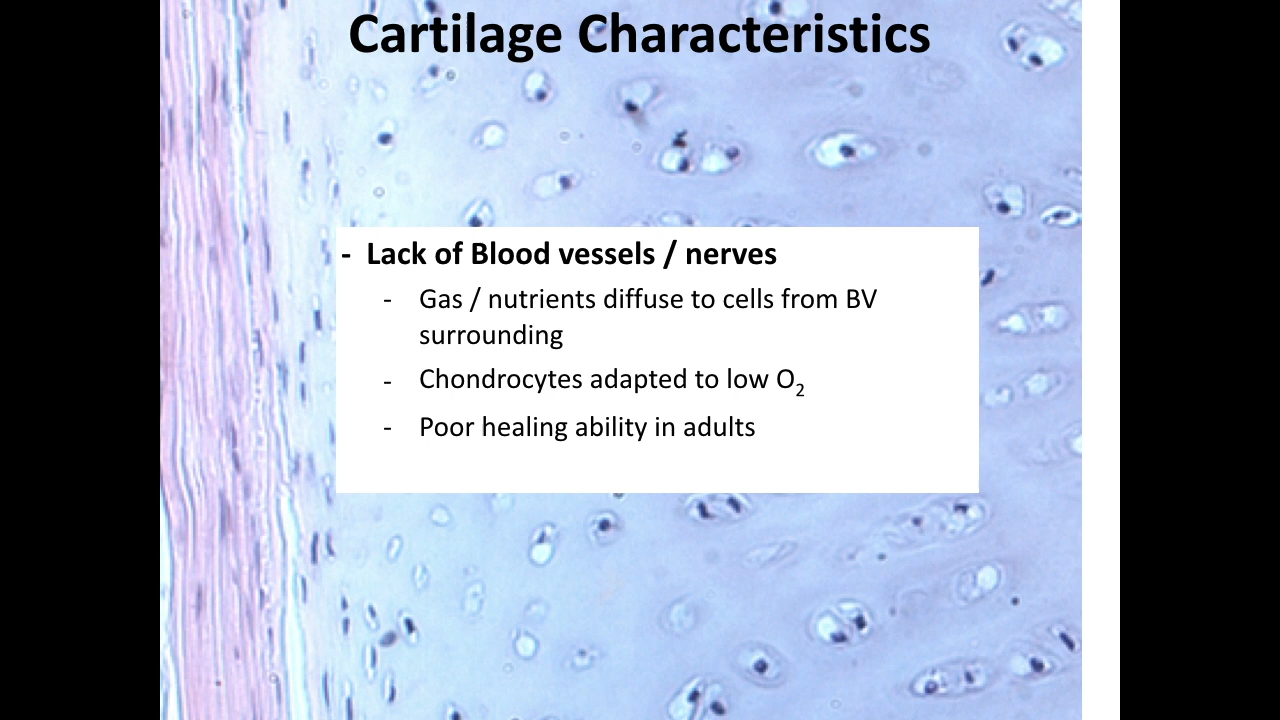 Cartilage Characteristics
- Lack of Blood vessels / nerves
- Gas / nutrients diffuse to cells from BV
surrounding
- Chondrocytes adapted to low O₂
- Poor healing ability in adults